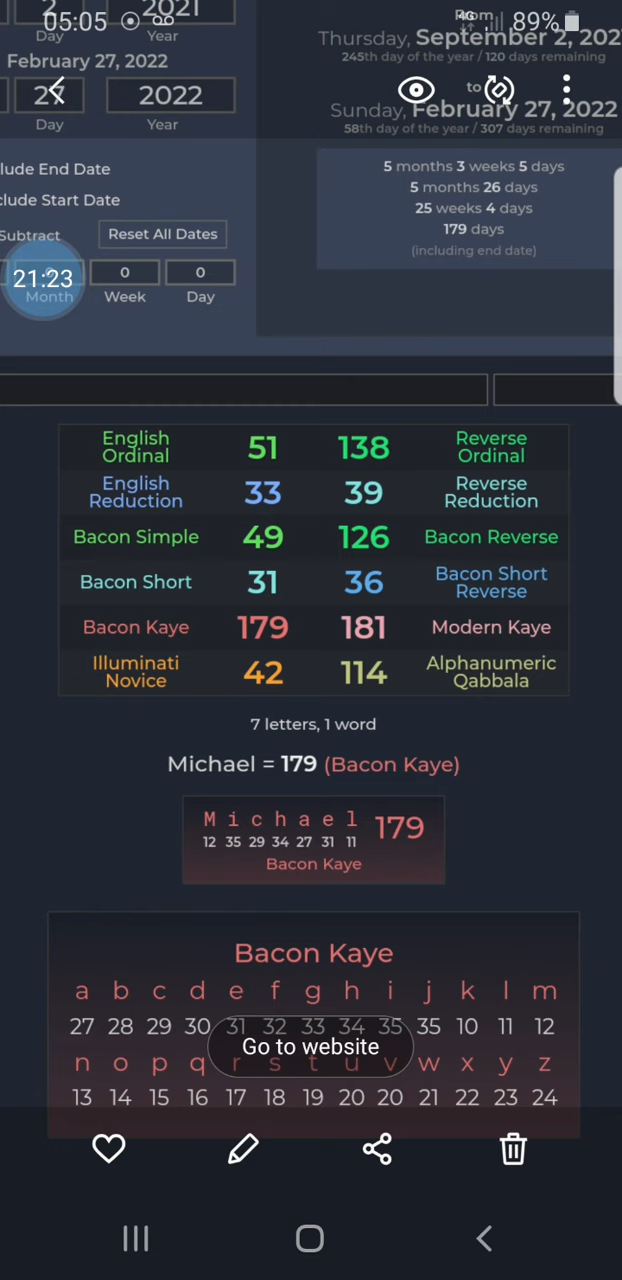 05:05
4G
89%
2
2021
From
Day
Year
Thursday, September 2, 202
245th day of the year / 120 days remaining
February 27, 2022
to
27
2022
Sunday, February 27, 2022
Day
Year
58th day of the year / 307 days remaining
lude End Date
clude Start Date
5 months 3 weeks 5 days
5 months 26 days
25 weeks 4 days
179 days
(including end date)
Subtract
Reset All Dates
21:23
0
0
Month
Week
Day
English Ordinal
51
138
Reverse Ordinal
English Reduction
33
39
Reverse Reduction
Bacon Simple
49
126
Bacon Reverse
Bacon Short
31
36
Bacon Short Reverse
Bacon Kaye
179
181
Modern Kaye
Illuminati Novice
42
114
Alphanumeric Qabbala
7 letters, 1 word
Michael = 179 (Bacon Kaye)
M i c h a e l
179
12 35 29 34 27 31 11
Bacon Kaye
Bacon Kaye
a b c d e f g h i j k l m
27 28 29 30 31 32 33 34 35 35 10 11 12
Go to website
n o p q r s t u v w x y z
13 14 15 16 17 18 19 20 20 21 22 23 24